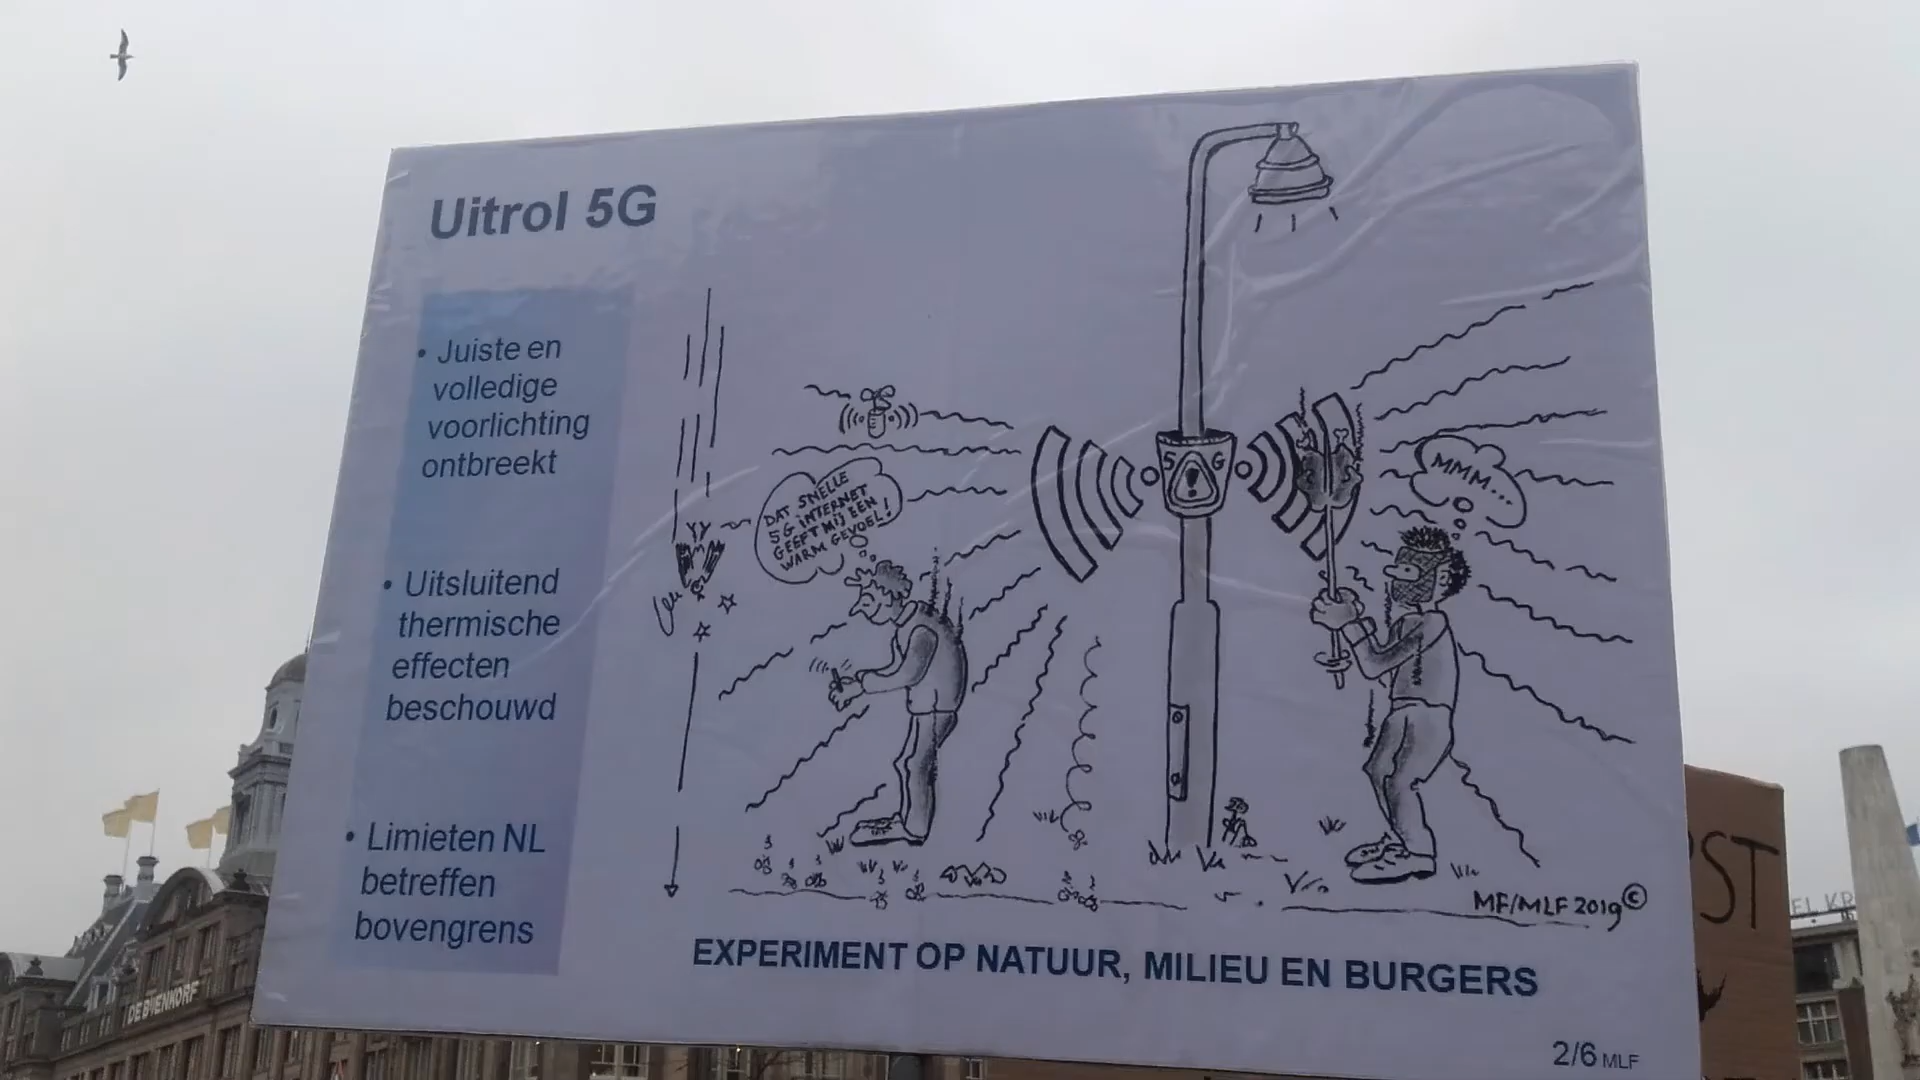 Uitrol 5G
• Juiste en
volledige
voorlichting
ontbreekt
• Uitsluitend
thermische
effecten
beschouwd
• Limieten NL
betreffen
bovengrens
DAT SNELLE
5G INTERNET
GEEFT MIJ EEN
WARM GEVOEL!
5 G
!
MMM...
MF/MLF 2019©
EXPERIMENT OP NATUUR, MILIEU EN BURGERS
2/6 MLF
DE BIJENKORF